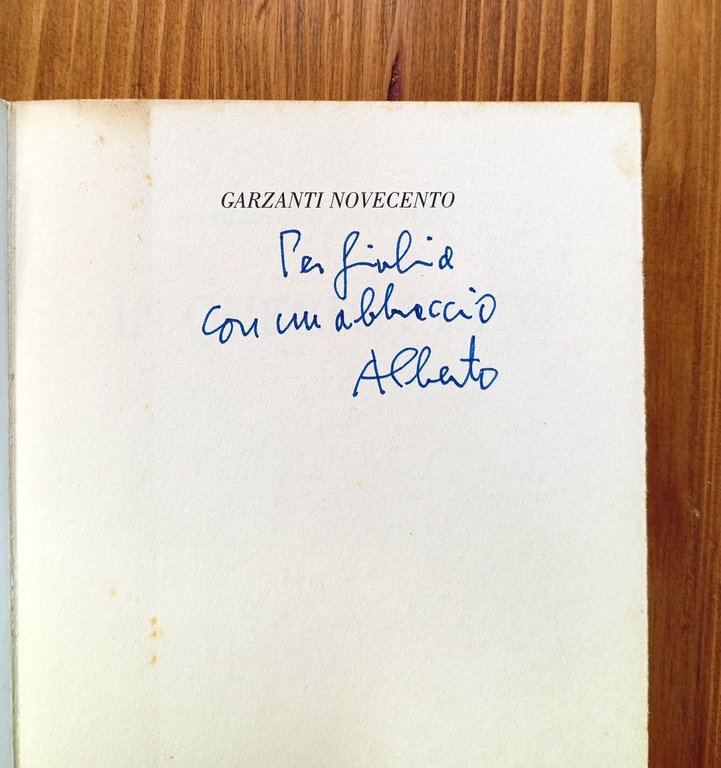 GARZANTI NOVECENTO
Per Giulia
con un abbraccio
Alberto